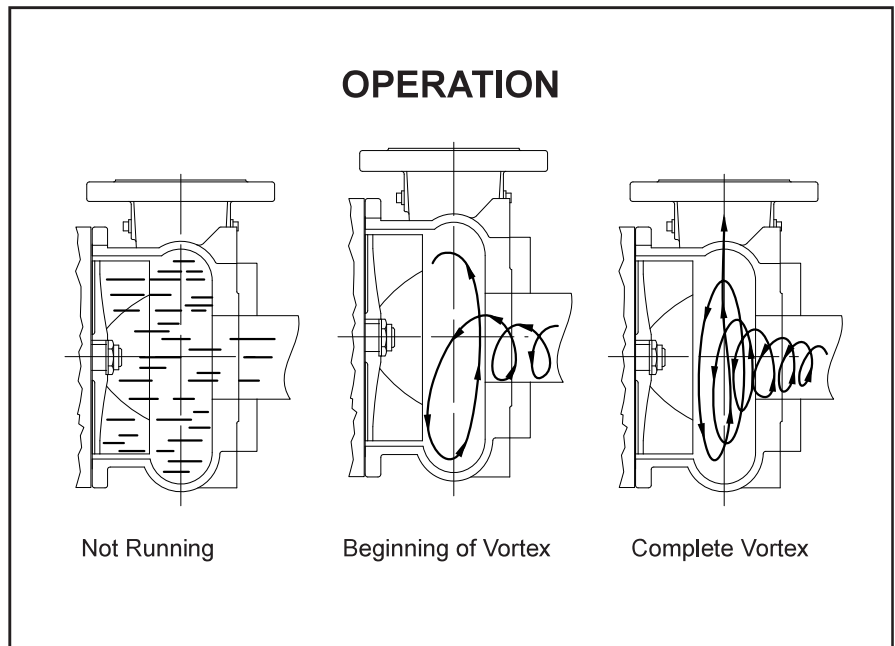 OPERATION
Not Running
Beginning of Vortex
Complete Vortex